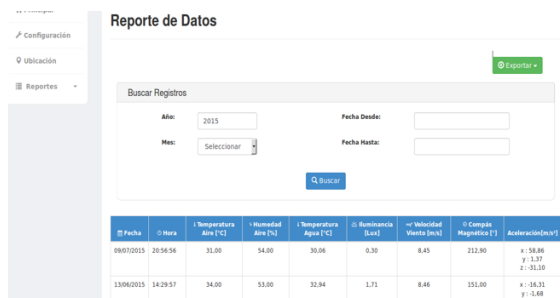 Reporte de Datos
Configuración
Ubicación
Reportes
Exportar
Buscar Registros
Año: 2015 Fecha Desde:
Mes: Seleccionar Fecha Hasta:
Buscar
Fecha Hora Temperatura Aire [°C] Humedad Aire [%] Temperatura Agua [°C] Iluminancia [Lux] Velocidad Viento [m/s] Compás Magnético [°] Aceleración[m/s²]
09/07/2015 20:56:56 31,00 54,00 30,06 0,30 8,45 212,90 x : 58,86
y : 1,37
z : -31,10
13/06/2015 14:29:57 34,00 53,00 32,94 1,71 8,46 151,00 x : -16,31
y : -1,68